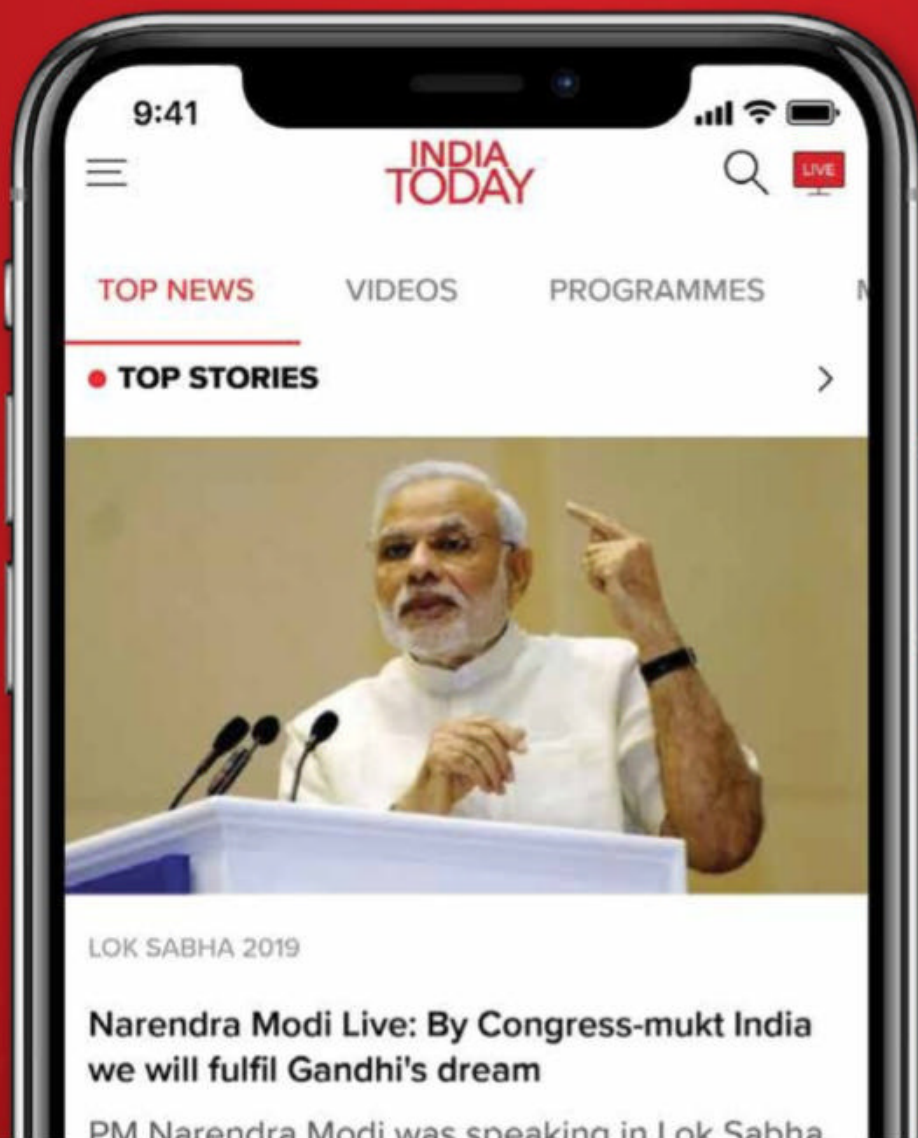 9:41
INDIA
TODAY
LIVE
TOP NEWS VIDEOS PROGRAMMES
TOP STORIES
LOK SABHA 2019
Narendra Modi Live: By Congress-mukt India
we will fulfil Gandhi's dream
PM Narendra Modi was speaking in Lok Sabha